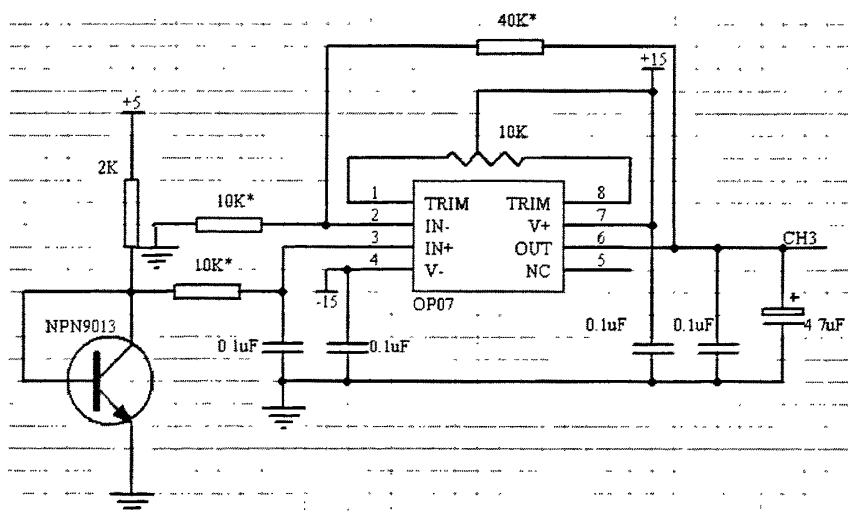 40K*
+15
+5
10K
2K
1
TRIM
TRIM
8
10K*
2
IN-
V+
7
3
IN+
OUT
6
CH3
10K*
4
V-
NC
5
-15
OP07
NPN9013
0 1uF
0.1uF
0.1uF
0.1uF
+
4 7uF